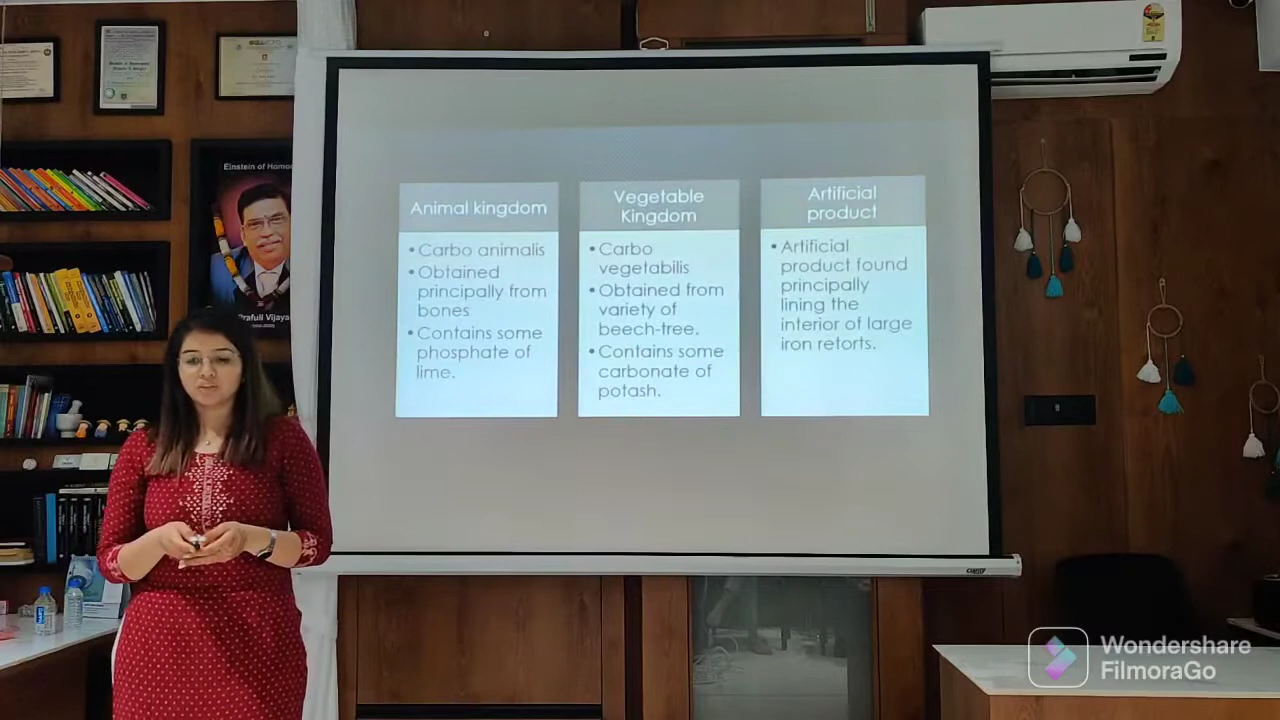 Einstein of Homoe
Prafull Vijaya
Animal kingdom
• Carbo animalis
• Obtained
principally from
bones
• Contains some
phosphate of
lime.
Vegetable
Kingdom
• Carbo
vegetabilis
• Obtained from
variety of
beech-tree.
• Contains some
carbonate of
potash.
Artificial
product
• Artificial
product found
principally
lining the
interior of large
iron retorts.
Wondershare
FilmoraGo